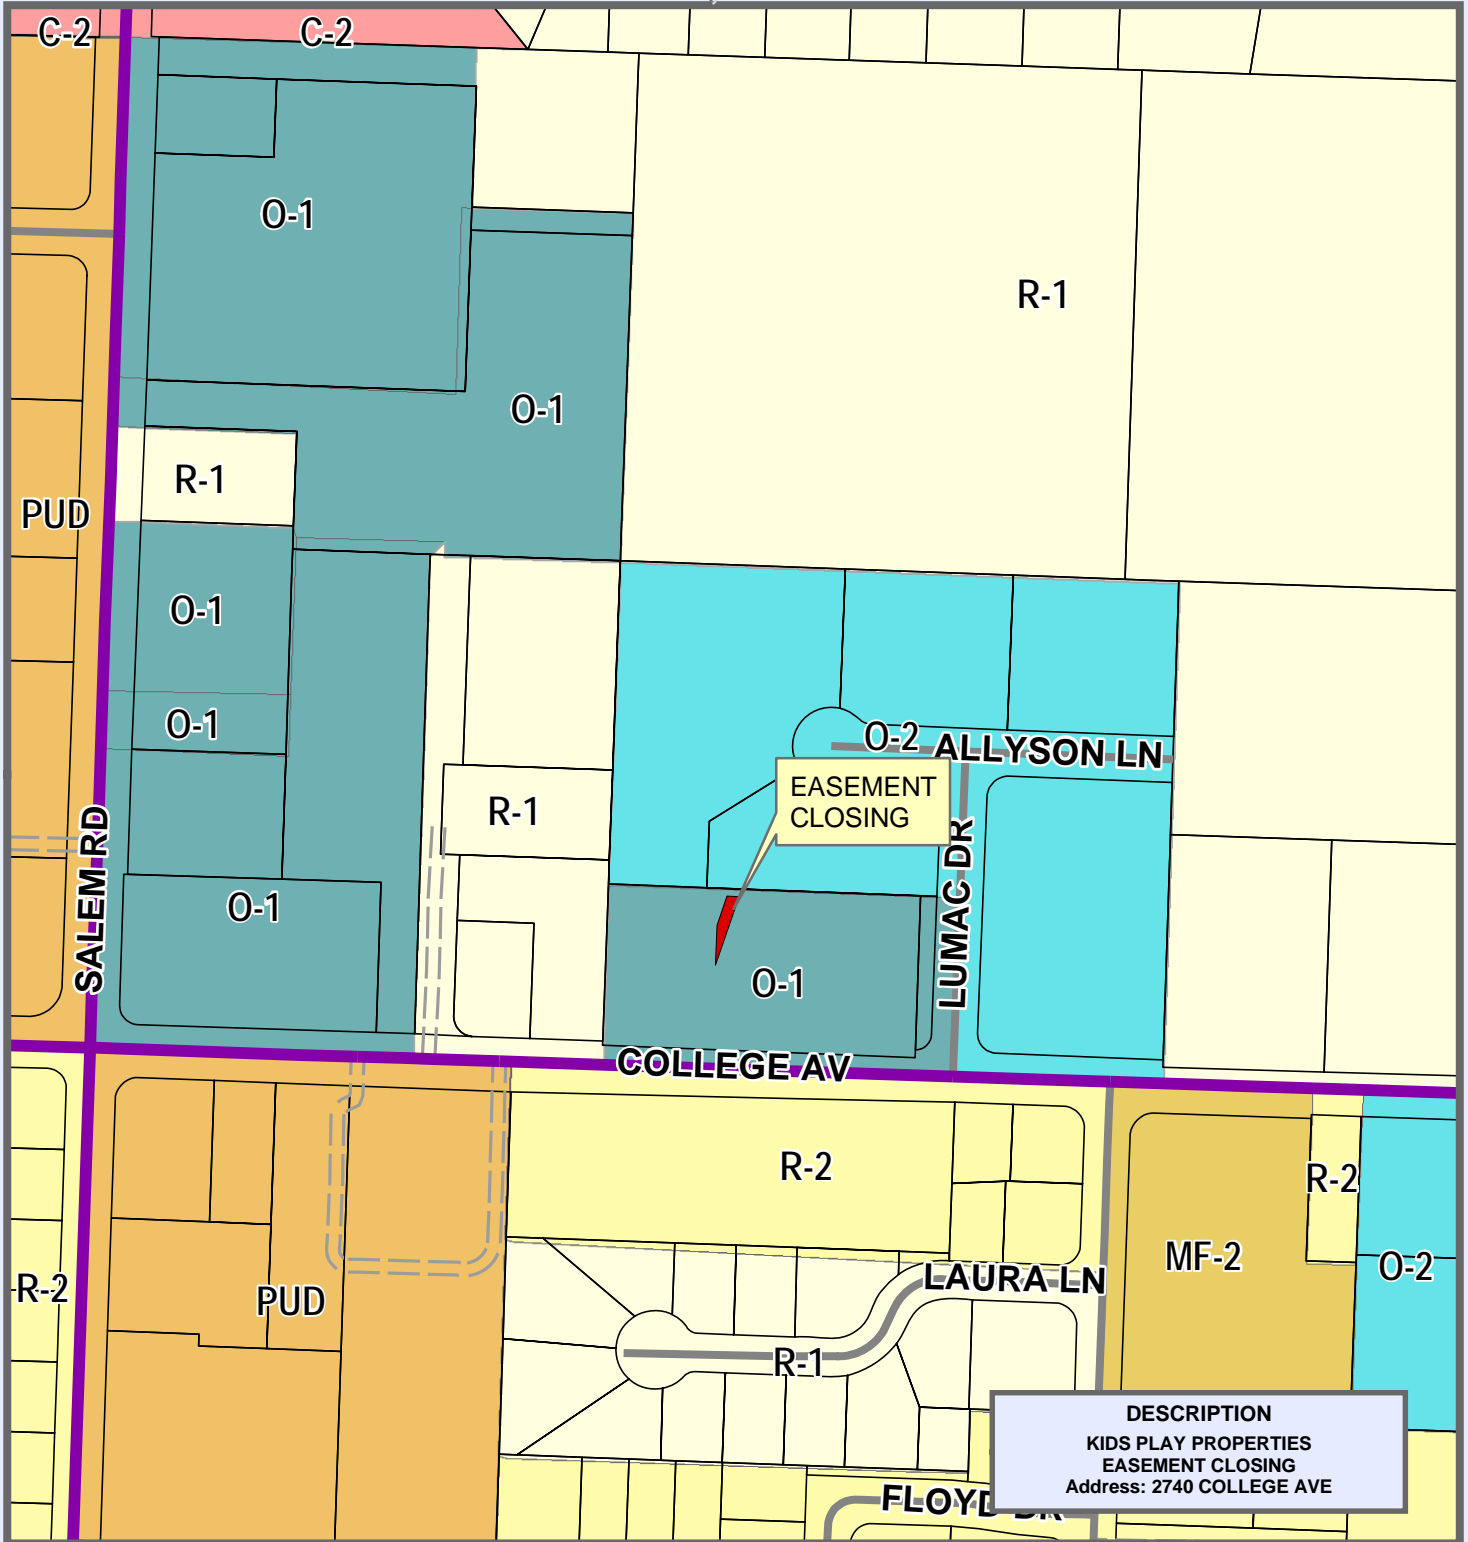 C-2
C-2
O-1
R-1
O-1
R-1
PUD
O-1
O-1
O-2
ALLYSON LN
EASEMENT
CLOSING
R-1
SALEM RD
LUMAC DR
O-1
O-1
COLLEGE AV
R-2
R-2
MF-2
O-2
LAURA LN
R-2
PUD
R-1
DESCRIPTION
KIDS PLAY PROPERTIES
EASEMENT CLOSING
Address: 2740 COLLEGE AVE
FLOYD DR